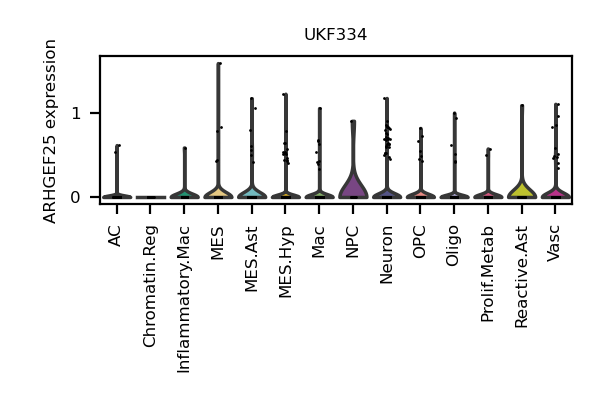 UKF334
ARHGEF25 expression
1
0
AC
Chromatin.Reg
Inflammatory.Mac
MES
MES.Ast
MES.Hyp
Mac
NPC
Neuron
OPC
Oligo
Prolif.Metab
Reactive.Ast
Vasc